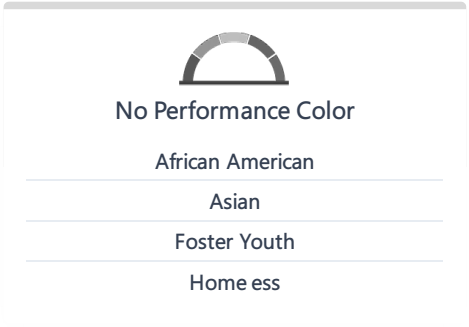 No Performance Color
African American
Asian
Foster Youth
Home ess